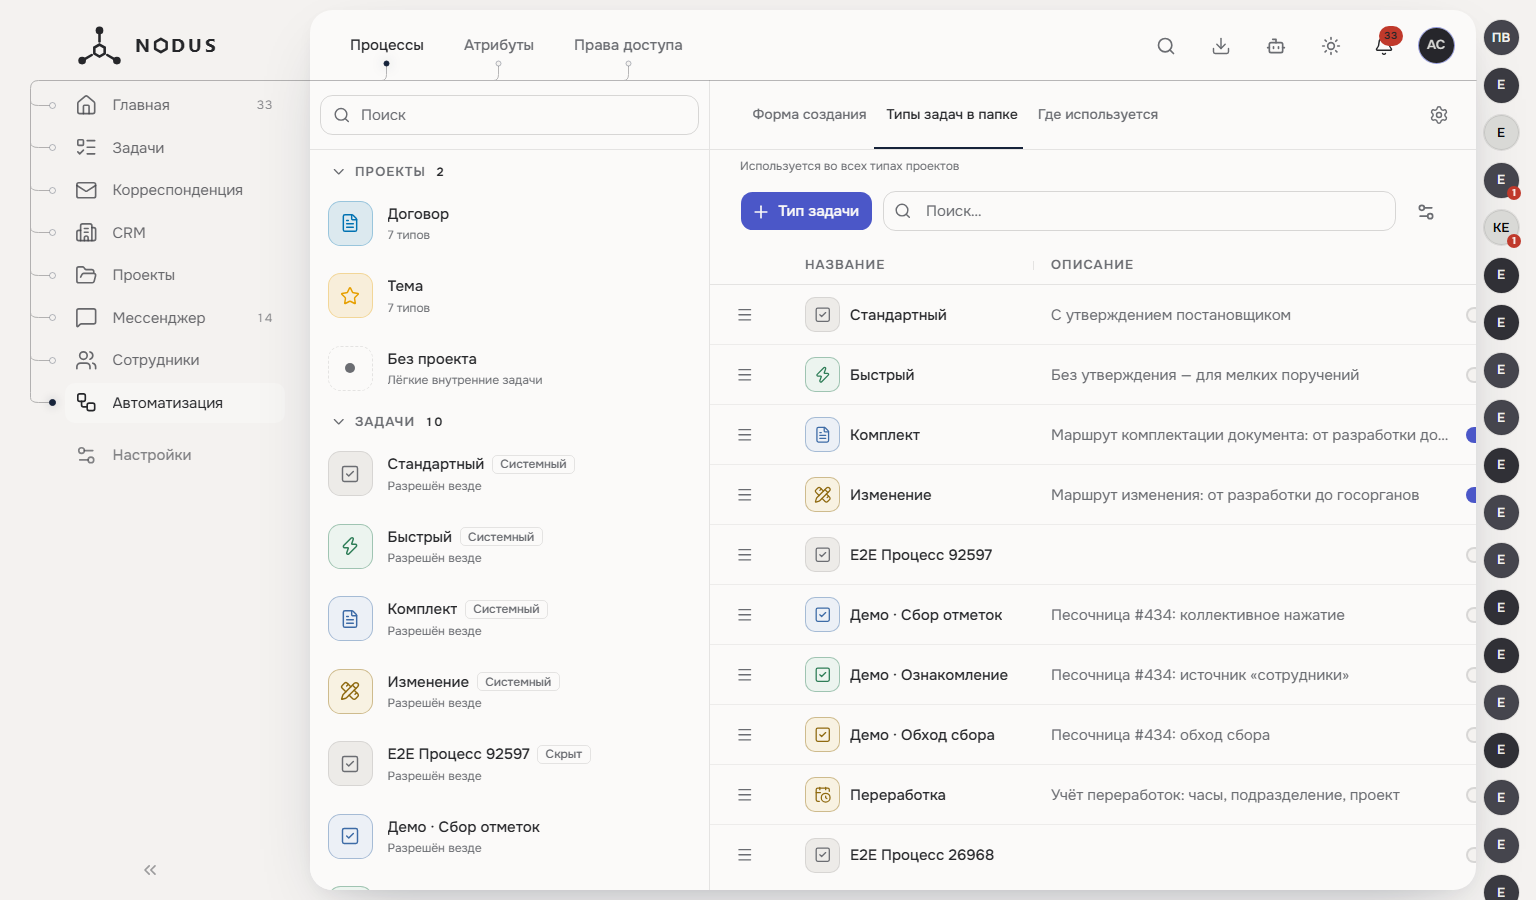 NODUS
Процессы
Атрибуты
Права доступа
33
АС
Главная
33
Задачи
Корреспонденция
CRM
Проекты
Мессенджер
14
Сотрудники
Автоматизация
Настройки
Поиск
ПРОЕКТЫ 2
Договор
7 типов
Тема
7 типов
Без проекта
Лёгкие внутренние задачи
ЗАДАЧИ 10
Стандартный Системный
Разрешён везде
Быстрый Системный
Разрешён везде
Комплект Системный
Разрешён везде
Изменение Системный
Разрешён везде
E2E Процесс 92597 Скрыт
Разрешён везде
Демо · Сбор отметок
Разрешён везде
Форма создания
Типы задач в папке
Где используется
Используется во всех типах проектов
Тип задачи
Поиск...
НАЗВАНИЕ
ОПИСАНИЕ
Стандартный
С утверждением постановщиком
Быстрый
Без утверждения — для мелких поручений
Комплект
Маршрут комплектации документа: от разработки до...
Изменение
Маршрут изменения: от разработки до госорганов
E2E Процесс 92597
Демо · Сбор отметок
Песочница #434: коллективное нажатие
Демо · Ознакомление
Песочница #434: источник «сотрудники»
Демо · Обход сбора
Песочница #434: обход сбора
Переработка
Учёт переработок: часы, подразделение, проект
E2E Процесс 26968
ПВ
Е
Е
Е
1
КЕ
1
Е
Е
Е
Е
Е
Е
Е
Е
Е
Е
Е
Е
Е
Е